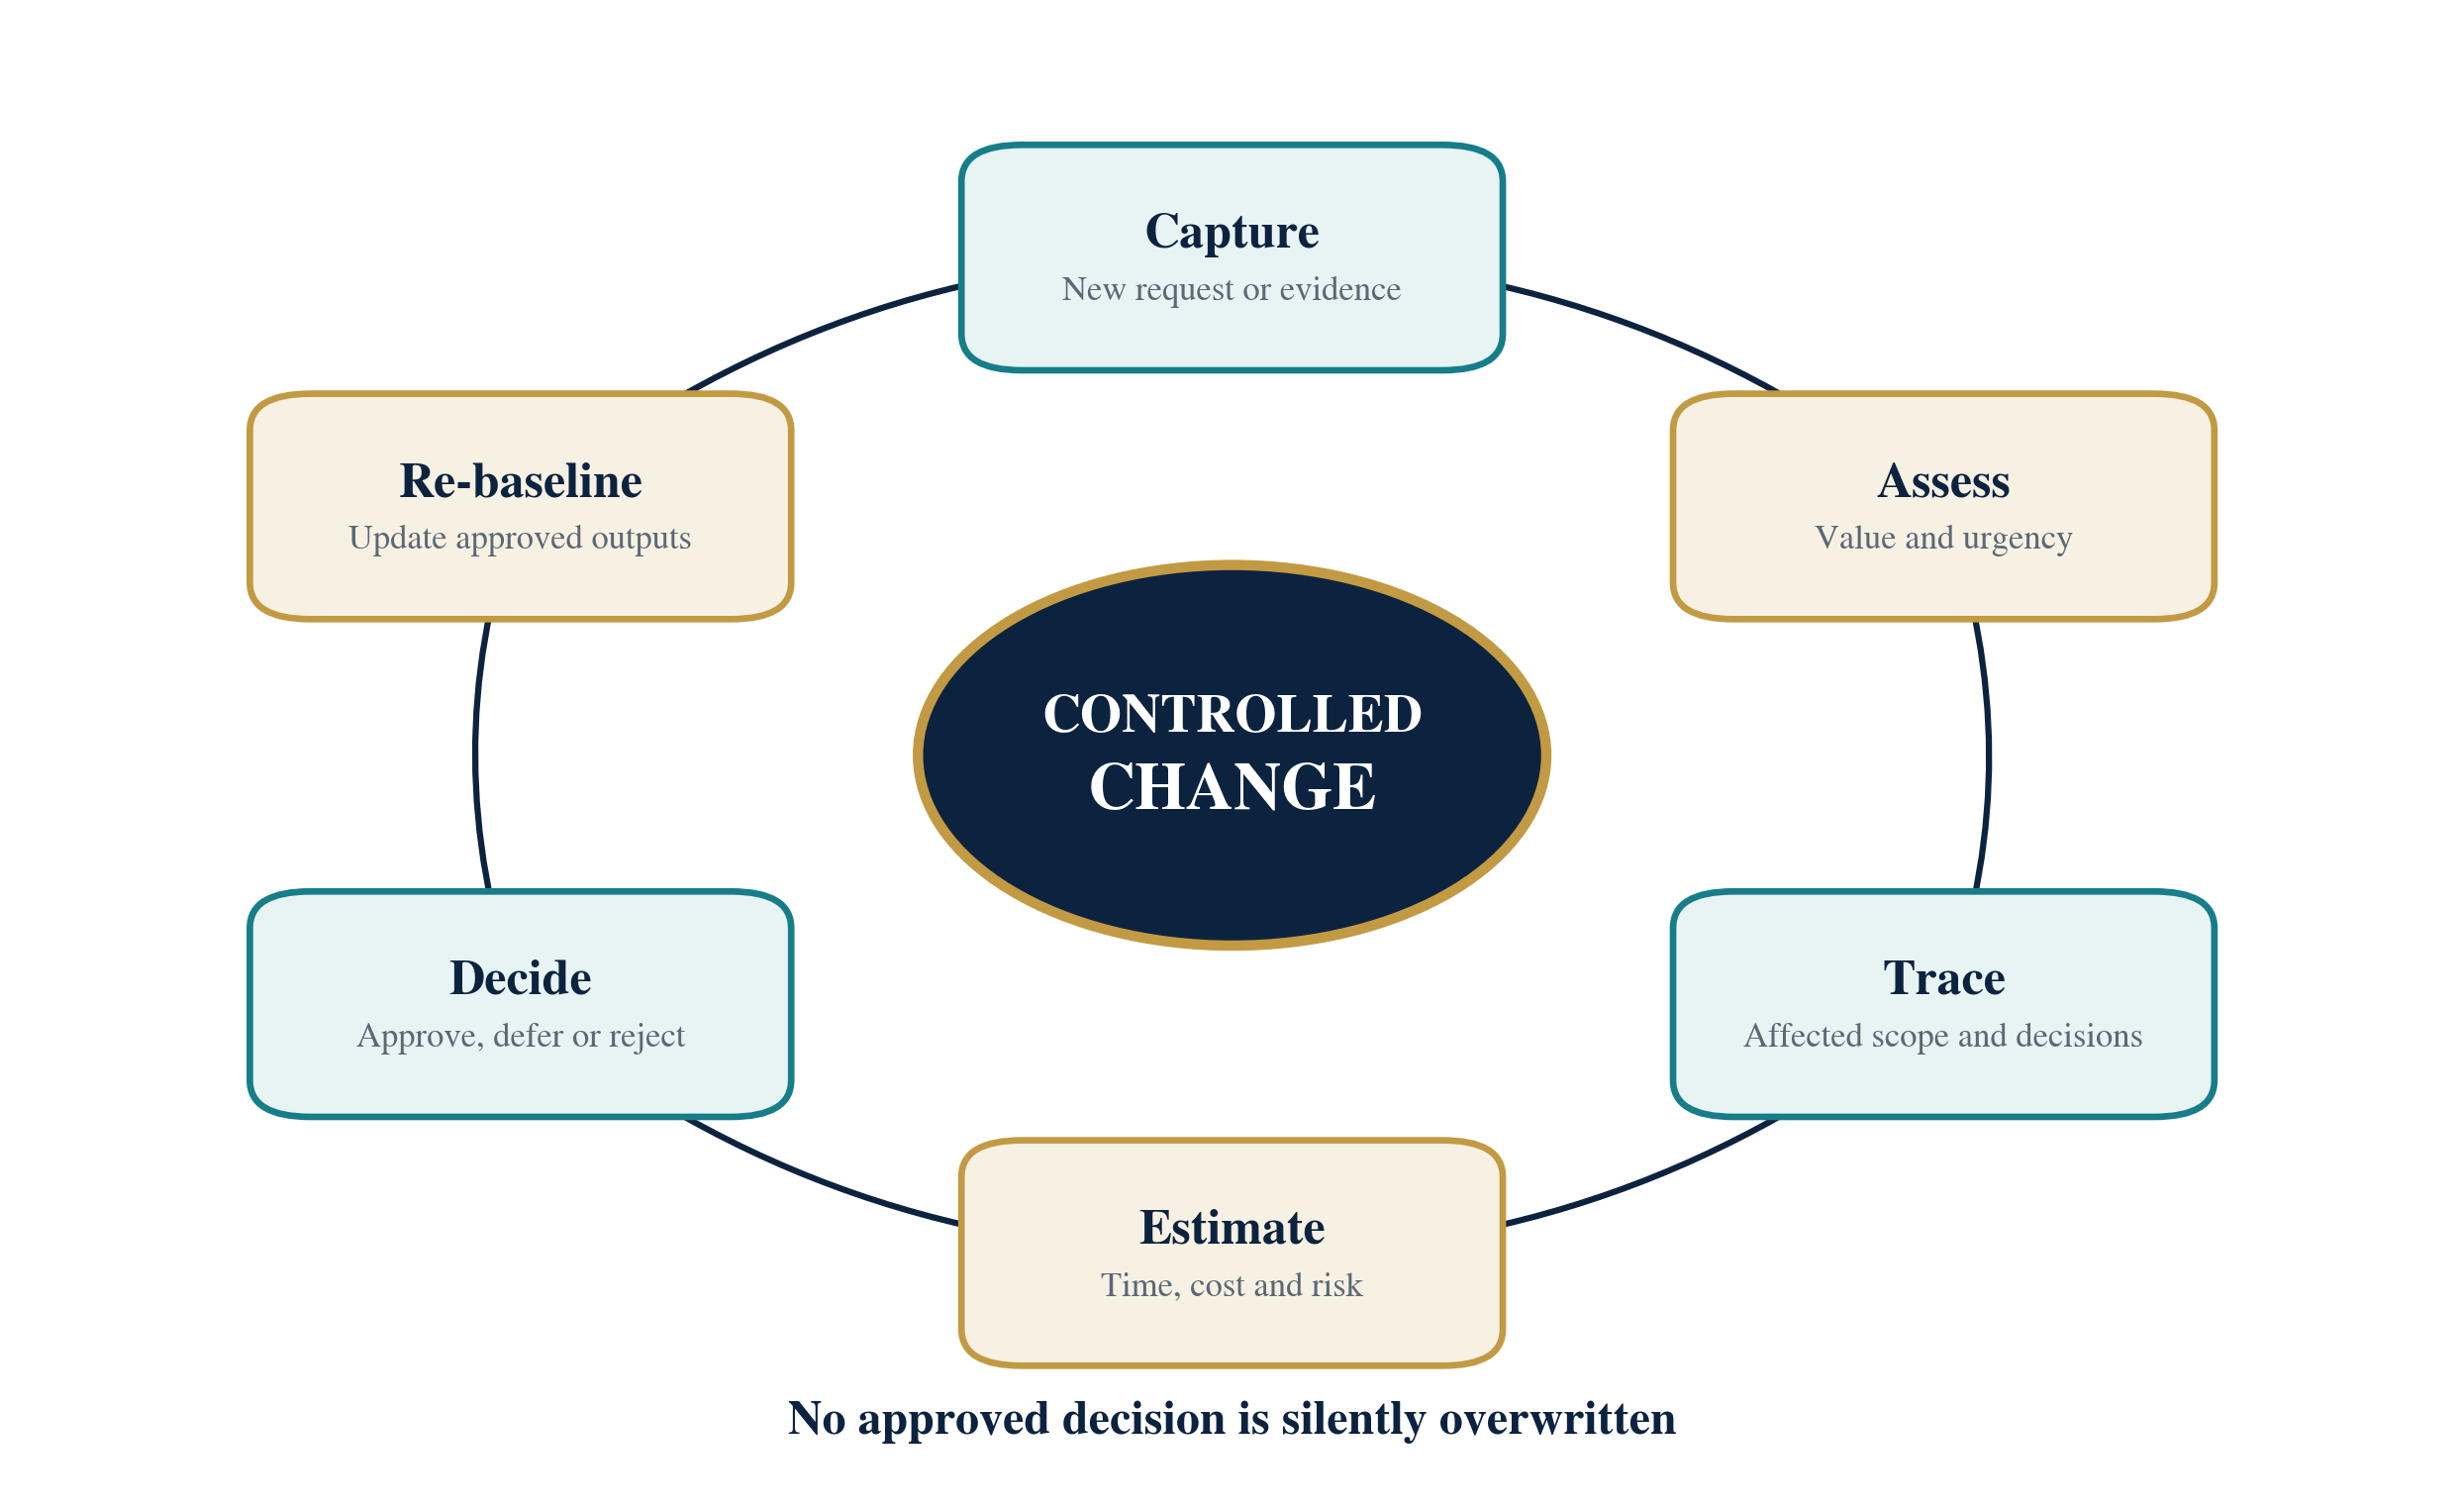 Capture
New request or evidence
Re-baseline
Update approved outputs
Assess
Value and urgency
CONTROLLED
CHANGE
Decide
Approve, defer or reject
Trace
Affected scope and decisions
Estimate
Time, cost and risk
No approved decision is silently overwritten